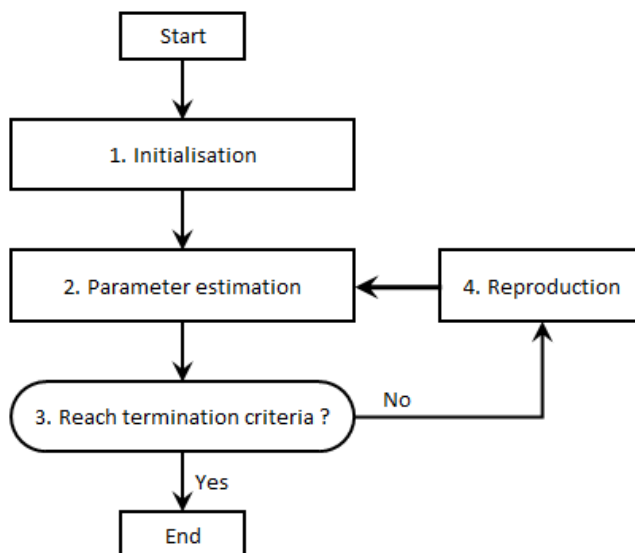 Start
1. Initialisation
2. Parameter estimation
4. Reproduction
3. Reach termination criteria ?
No
Yes
End